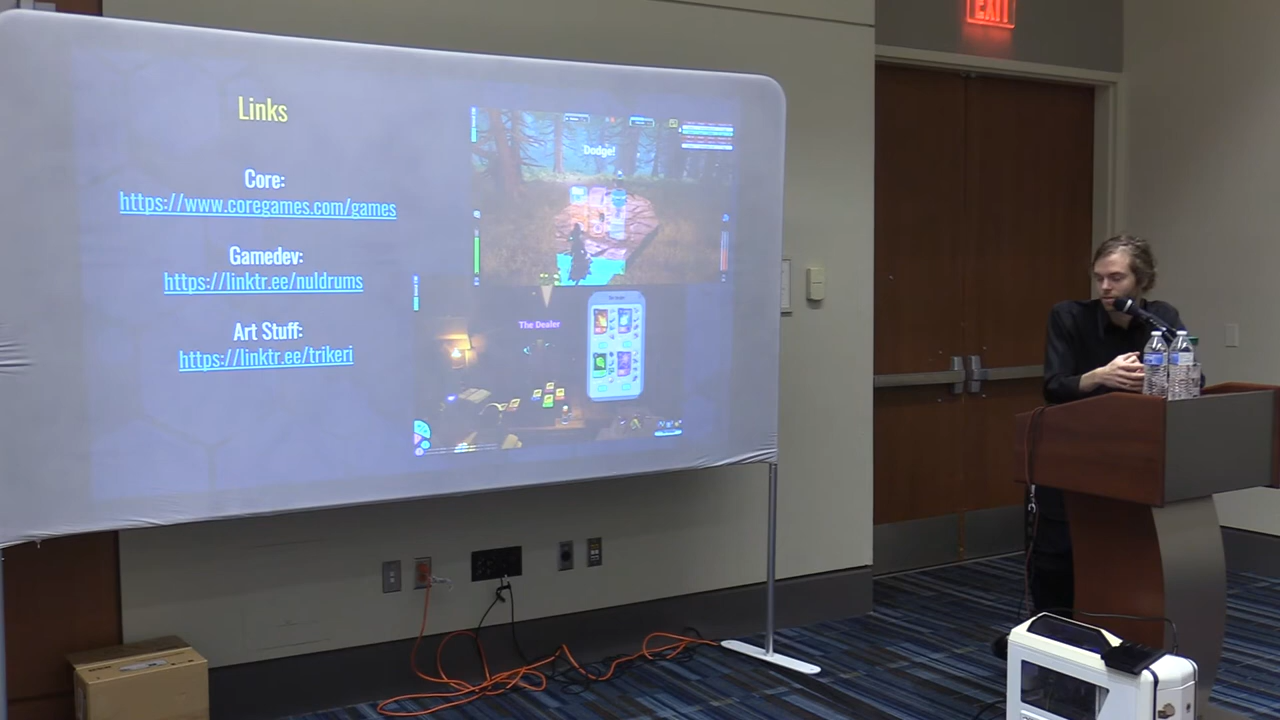 EXIT
Links
Core:
https://www.coregames.com/games
Gamedev:
https://linktr.ee/nuldrums
Art Stuff:
https://linktr.ee/trikeri
Dodge!
The Dealer